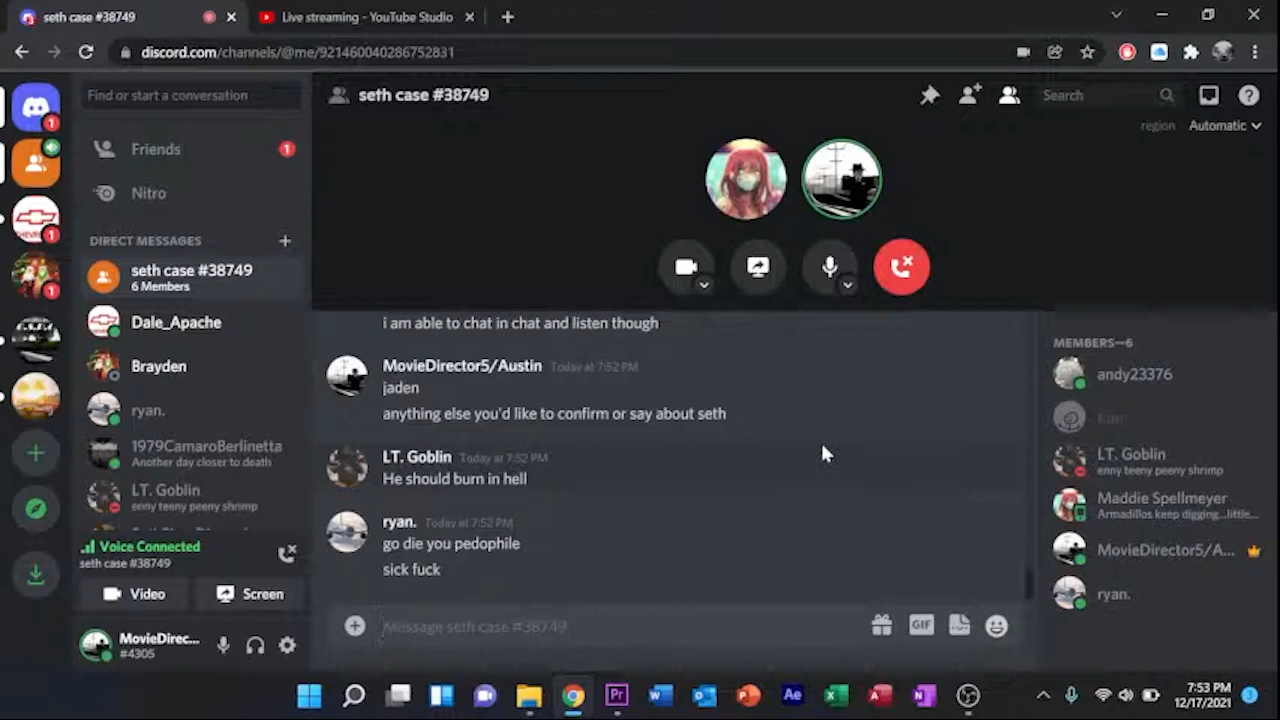 seth case #38749
Live streaming - YouTube Studio
discord.com/channels/@me/921460040286752831
Find or start a conversation
seth case #38749
Search
region Automatic
Friends 1
Nitro
DIRECT MESSAGES
seth case #38749
6 Members
Dale_Apache
Brayden
ryan.
1979CamaroBerlinetta
Another day closer to death
LT. Goblin
enny teeny peeny shrimp
Voice Connected
seth case #38749
Video Screen
MovieDirec...
#4305
i am able to chat in chat and listen though
MovieDirector5/Austin Today at 7:52 PM
jaden
anything else you'd like to confirm or say about seth
LT. Goblin Today at 7:52 PM
He should burn in hell
ryan. Today at 7:52 PM
go die you pedophile
sick fuck
Message seth case #38749
GIF
MEMBERS—6
andy23376
LT. Goblin
enny teeny peeny shrimp
Maddie Spellmeyer
Armadillos keep digging...little...
MovieDirector5/A...
ryan.
7:53 PM
12/17/2021